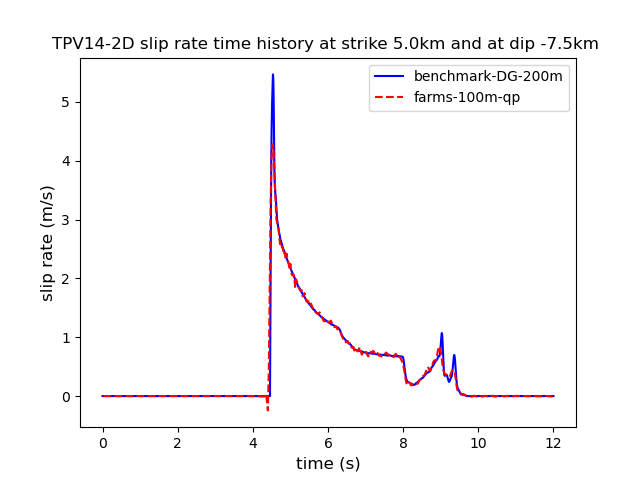 TPV14-2D slip rate time history at strike 5.0km and at dip -7.5km
benchmark-DG-200m
farms-100m-qp
slip rate (m/s)
5
4
3
2
1
0
0 2 4 6 8 10 12
time (s)